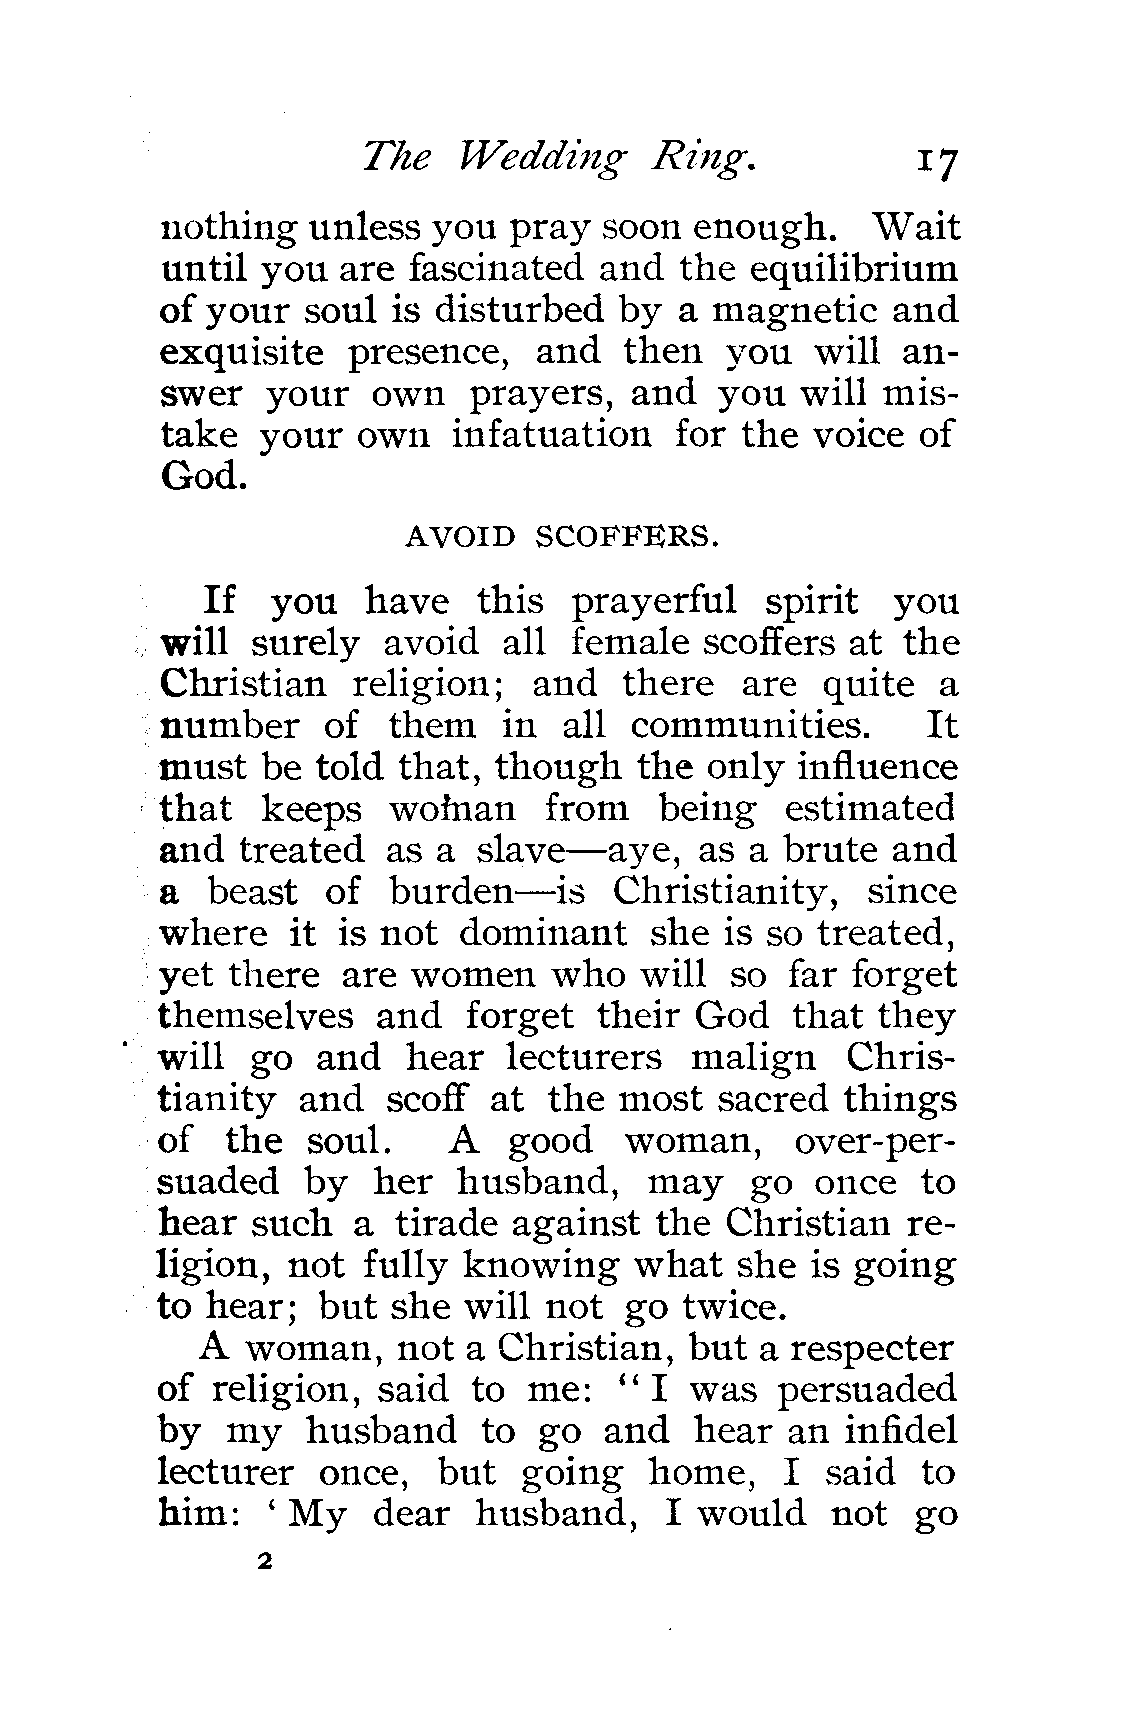 The Wedding Ring. 17
nothing unless you pray soon enough. Wait
until you are fascinated and the equilibrium
of your soul is disturbed by a magnetic and
exquisite presence, and then you will an-
swer your own prayers, and you will mis-
take your own infatuation for the voice of
God.
AVOID SCOFFERS.
If you have this prayerful spirit you
will surely avoid all female scoffers at the
Christian religion; and there are quite a
number of them in all communities. It
must be told that, though the only influence
that keeps woman from being estimated
and treated as a slave—aye, as a brute and
a beast of burden—is Christianity, since
where it is not dominant she is so treated,
yet there are women who will so far forget
themselves and forget their God that they
will go and hear lecturers malign Chris-
tianity and scoff at the most sacred things
of the soul. A good woman, over-per-
suaded by her husband, may go once to
hear such a tirade against the Christian re-
ligion, not fully knowing what she is going
to hear; but she will not go twice.
A woman, not a Christian, but a respecter
of religion, said to me: “ I was persuaded
by my husband to go and hear an infidel
lecturer once, but going home, I said to
him: ‘ My dear husband, I would not go
2